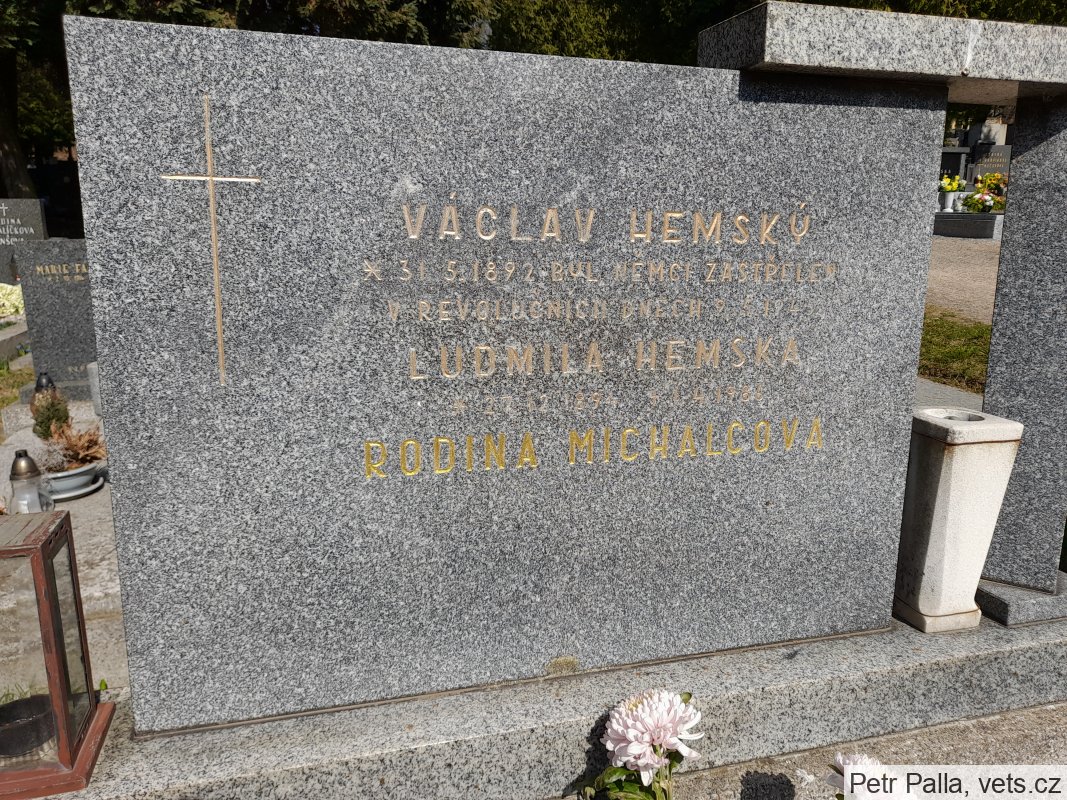 VÁCLAV HEMSKÝ
* 31.5.1892 BYL NĚMCI ZASTŘELEN
V REVOLUČNÍCH DNECH 9.5.1945
LUDMILA HEMSKÁ
RODINA MICHALCOVA
MARIE
Petr Palla, vets.cz